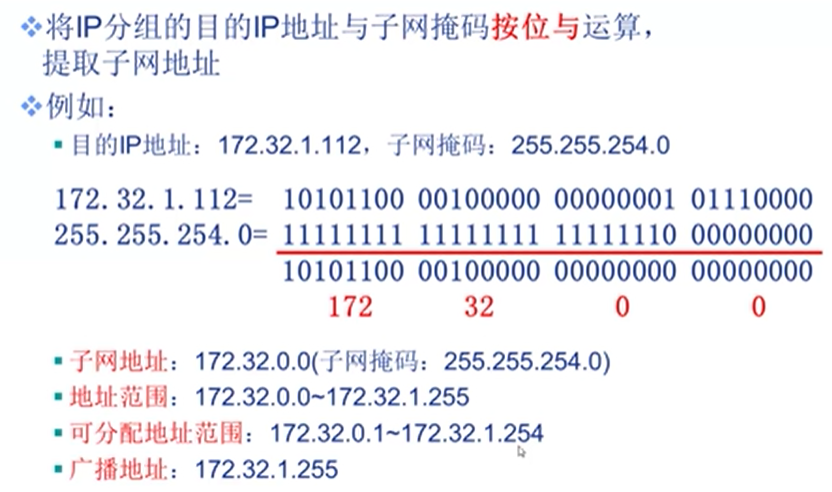 ❖将IP分组的目的IP地址与子网掩码按位与运算，
提取子网地址
❖例如：
▪ 目的IP地址：172.32.1.112，子网掩码：255.255.254.0
172.32.1.112= 10101100 00100000 00000001 01110000
255.255.254.0= 11111111 11111111 11111110 00000000
10101100 00100000 00000000 00000000
172 32 0 0
▪ 子网地址：172.32.0.0(子网掩码：255.255.254.0)
▪ 地址范围：172.32.0.0~172.32.1.255
▪ 可分配地址范围：172.32.0.1~172.32.1.254
▪ 广播地址：172.32.1.255